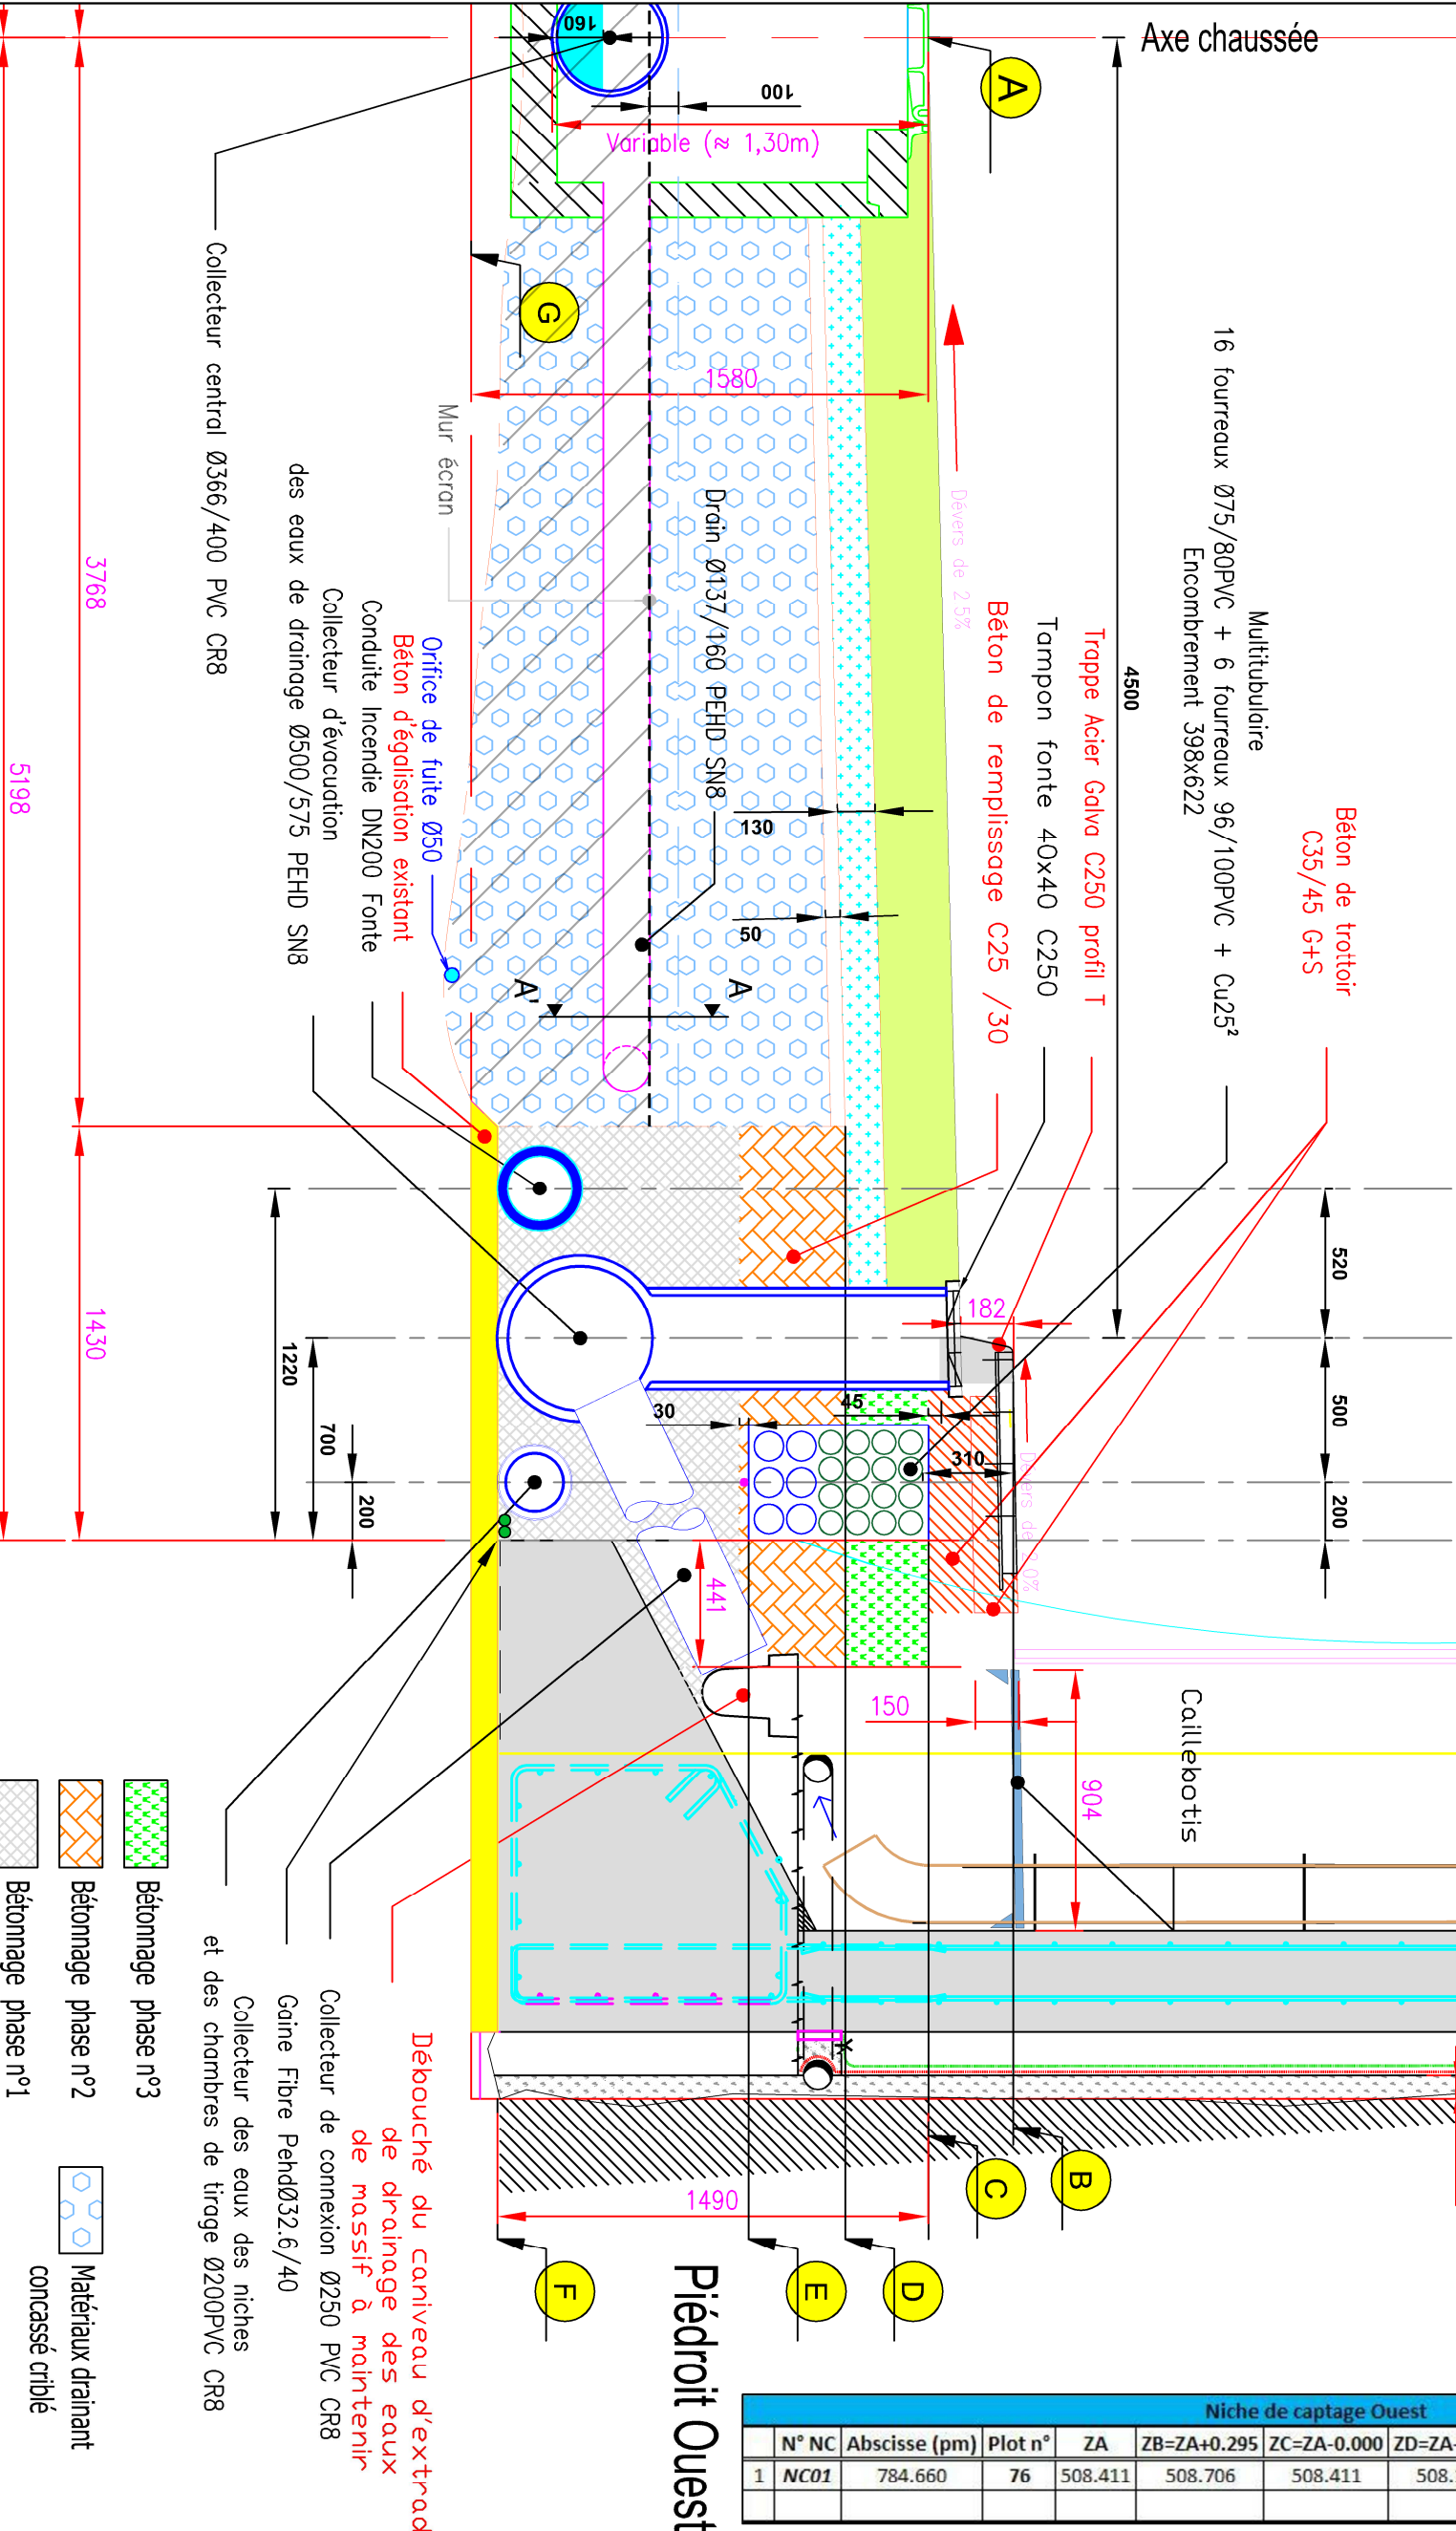 Axe chaussée
A
160
100
Variable (≈ 1,30m)
4500
Collecteur central Ø366/400 PVC CR8
G
1580
Mur écran
Drain Ø137/160 PEHD SN8
Dévers de 2.5%
Multitubulaire
16 fourreaux Ø75/80PVC + 6 fourreaux 96/100PVC + Cu25²
Encombrement 398x622
Béton de trottoir
C35/45 G+S
Trappe Acier Galva C250 profil T
Tampon fonte 40x40 C250
Béton de remplissage C25 /30
130
50
A
A'
Orifice de fuite Ø50
Béton d'égalisation existant
Conduite Incendie DN200 Fonte
Collecteur d'évacuation
des eaux de drainage Ø500/575 PEHD SN8
3768
5198
1430
1220
700
200
520
500
200
182
45
30
310
441
150
904
Caillebotis
Débouché du caniveau d'extrad
de drainage des eaux
de massif à maintenir
Collecteur de connexion Ø250 PVC CR8
Gaine Fibre PehdØ32.6/40
Collecteur des eaux des niches
et des chambres de tirage Ø200PVC CR8
Bétonnage phase n°3
Bétonnage phase n°2
Bétonnage phase n°1
Matériaux drainant
concassé criblé
1490
B
C
D
E
F
Piédroit Ouest
Niche de captage Ouest
N° NC Abscisse (pm) Plot n° ZA ZB=ZA+0.295 ZC=ZA-0.000 ZD=ZA-
1 NC01 784.660 76 508.411 508.706 508.411